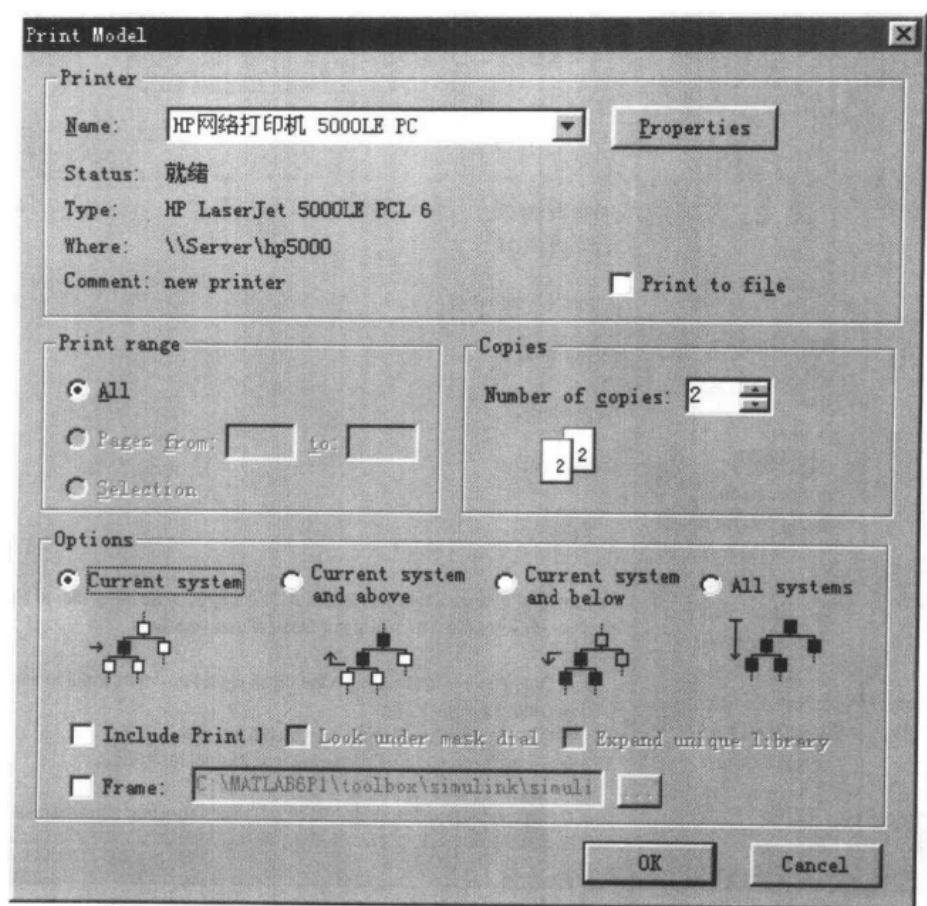 Print Model
Printer
Name: HP网络打印机 5000LE PC Properties
Status: 就绪
Type: HP LaserJet 5000LE PCL 6
Where: \\Server\hp5000
Comment: new printer Print to file
Print range Copies
All Number of copies: 2
Pages from: to:
2 2
Selection
Options
Current system Current system and above Current system and below All systems
Include Print l Look under mask dial Expand unique library
Frame: C:\MATLAB6P1\toolbox\simulink\simuli ...
OK Cancel